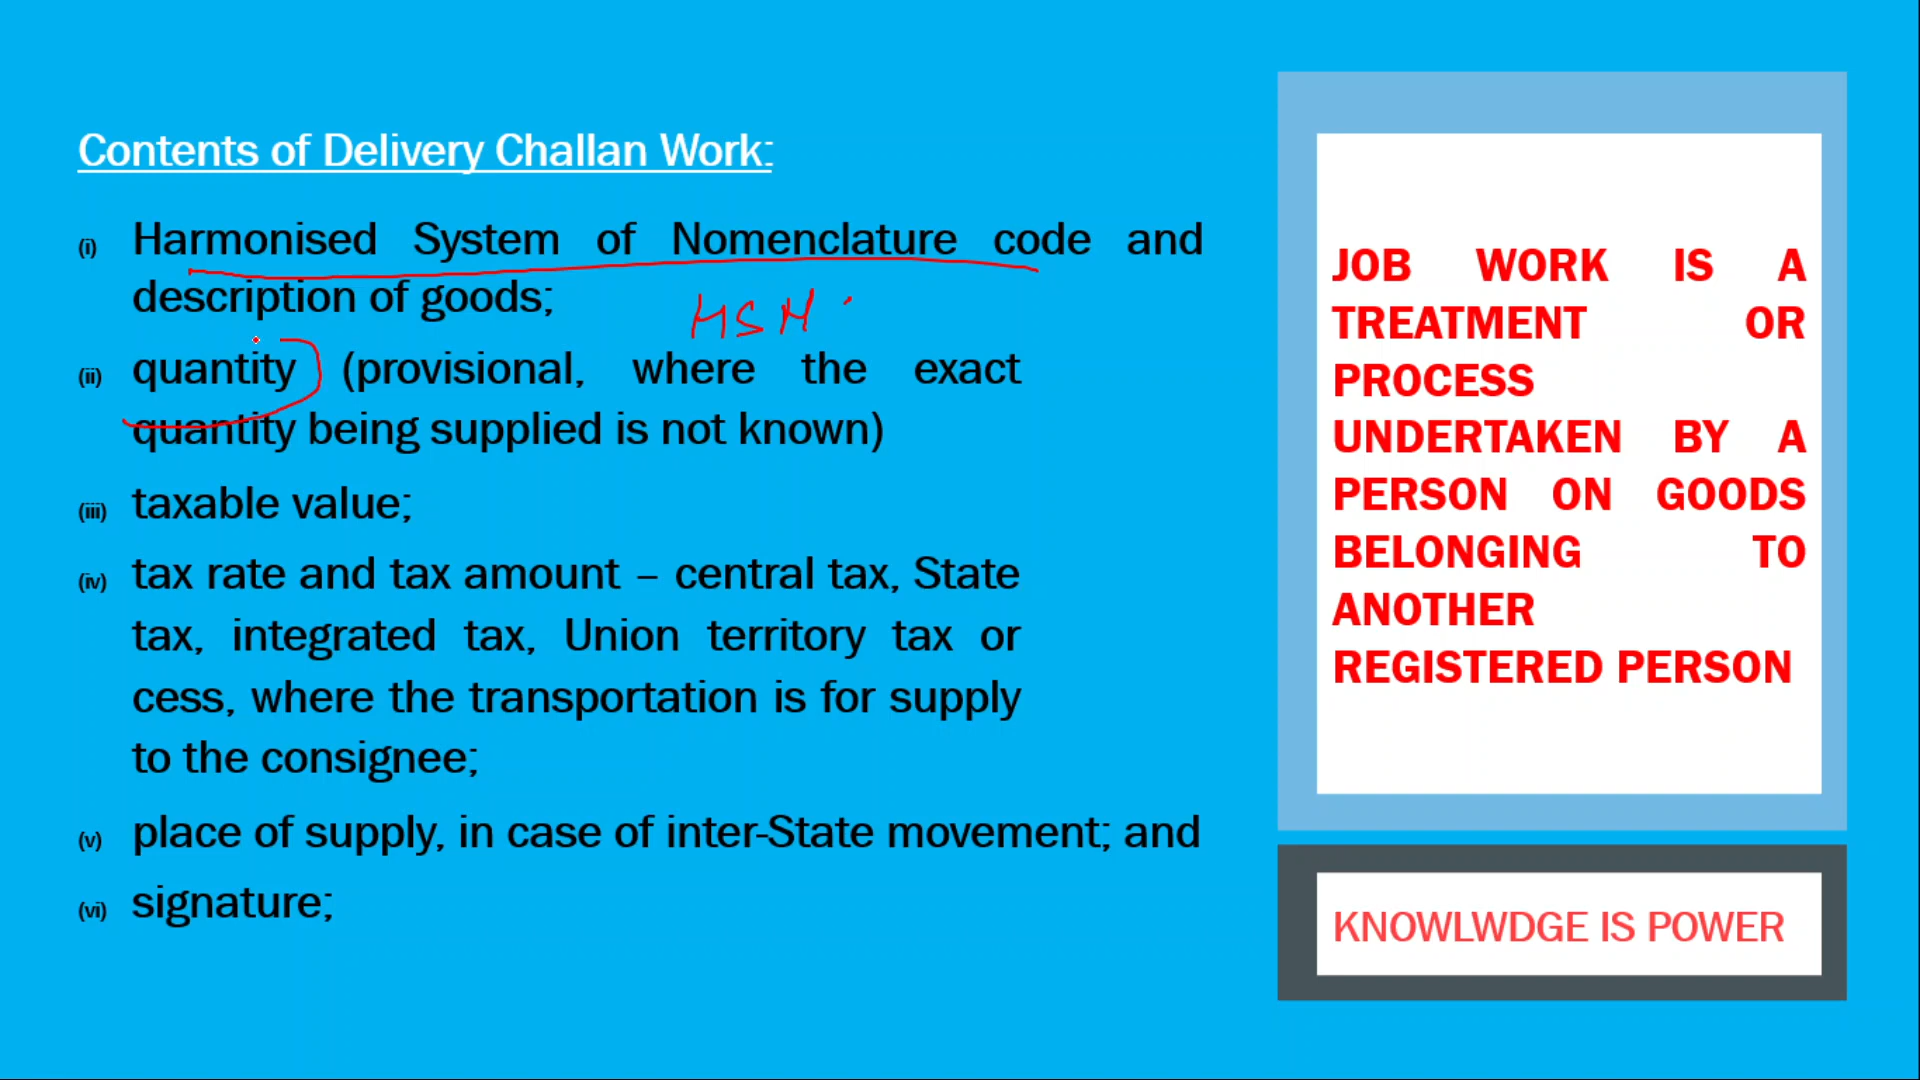 Contents of Delivery Challan Work:
(i) Harmonised System of Nomenclature code and
description of goods;
HSN
(ii) quantity (provisional, where the exact
quantity being supplied is not known)
(iii) taxable value;
(iv) tax rate and tax amount – central tax, State
tax, integrated tax, Union territory tax or
cess, where the transportation is for supply
to the consignee;
(v) place of supply, in case of inter-State movement; and
(vi) signature;
JOB WORK IS A
TREATMENT OR
PROCESS
UNDERTAKEN BY A
PERSON ON GOODS
BELONGING TO
ANOTHER
REGISTERED PERSON
KNOWLWDGE IS POWER